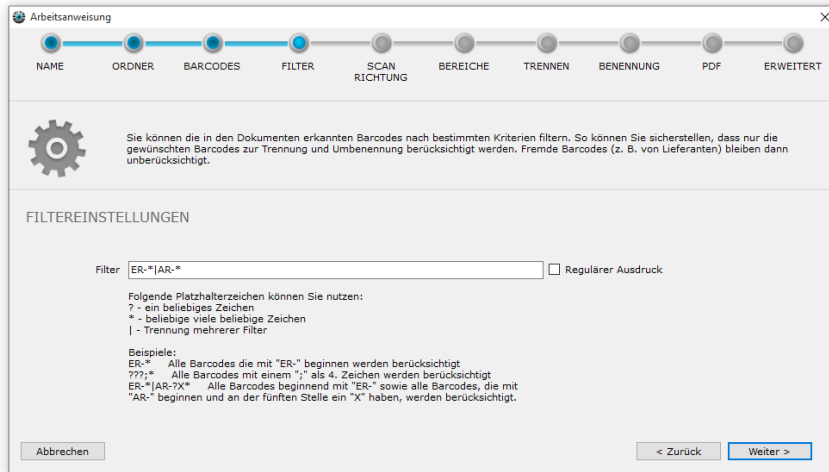 Arbeitsanweisung
NAME ORDNER BARCODES FILTER SCAN RICHTUNG BEREICHE TRENNEN BENENNUNG PDF ERWEITERT
Sie können die in den Dokumenten erkannten Barcodes nach bestimmten Kriterien filtern. So können Sie sicherstellen, dass nur die
gewünschten Barcodes zur Trennung und Umbenennung berücksichtigt werden. Fremde Barcodes (z. B. von Lieferanten) bleiben dann
unberücksichtigt.
FILTEREINSTELLUNGEN
Filter ER-*|AR-* Regulärer Ausdruck
Folgende Platzhalterzeichen können Sie nutzen:
? - ein beliebiges Zeichen
* - beliebige viele beliebige Zeichen
| - Trennung mehrerer Filter
Beispiele:
ER-* Alle Barcodes die mit "ER-" beginnen werden berücksichtigt
???;* Alle Barcodes mit einem ";" als 4. Zeichen werden berücksichtigt
ER-*|AR-?X* Alle Barcodes beginnend mit "ER-" sowie alle Barcodes, die mit
"AR-" beginnen und an der fünften Stelle ein "X" haben, werden berücksichtigt.
Abbrechen < Zurück Weiter >